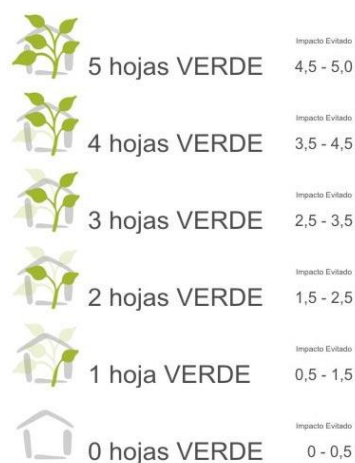 Impacto Evitado
5 hojas VERDE 4,5 - 5,0
Impacto Evitado
4 hojas VERDE 3,5 - 4,5
Impacto Evitado
3 hojas VERDE 2,5 - 3,5
Impacto Evitado
2 hojas VERDE 1,5 - 2,5
Impacto Evitado
1 hoja VERDE 0,5 - 1,5
Impacto Evitado
0 hojas VERDE 0 - 0,5